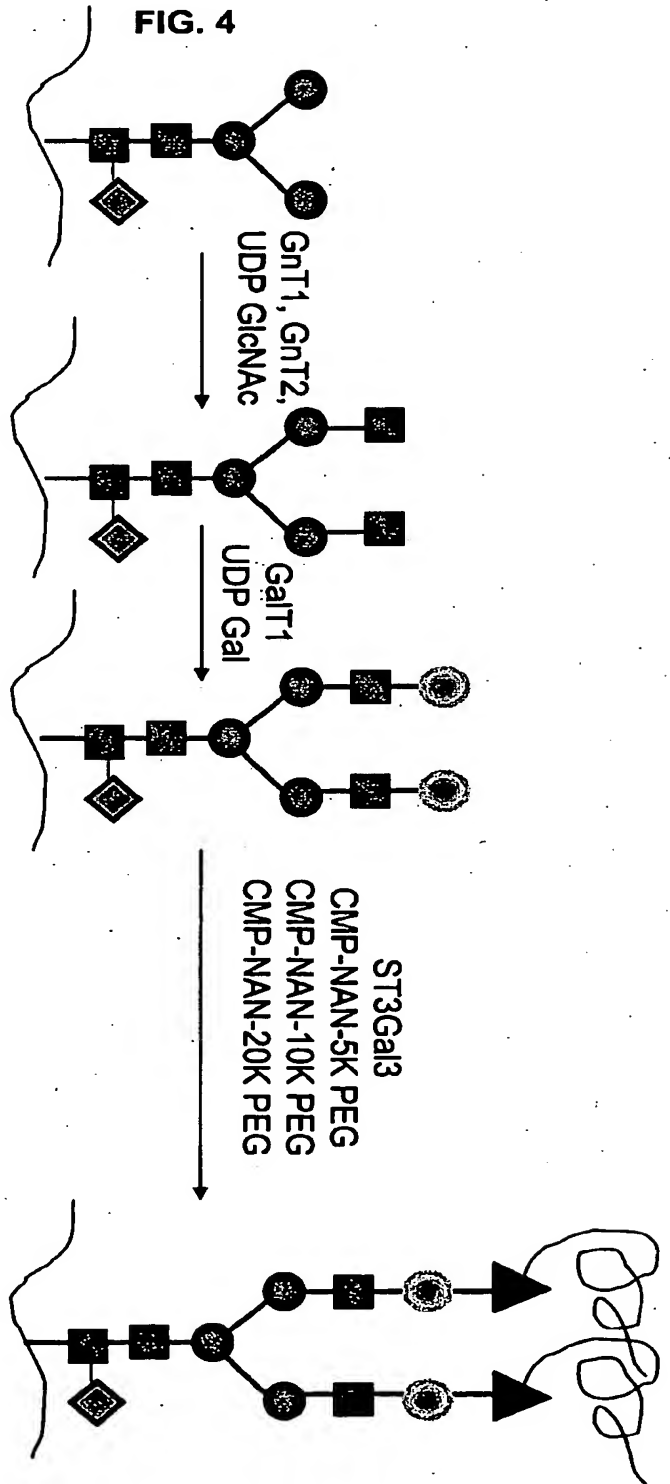 FIG. 4
GnT1, GnT2,
UDP GlcNAc
GalT1
UDP Gal
ST3Gal3
CMP-NAN-5K PEG
CMP-NAN-10K PEG
CMP-NAN-20K PEG